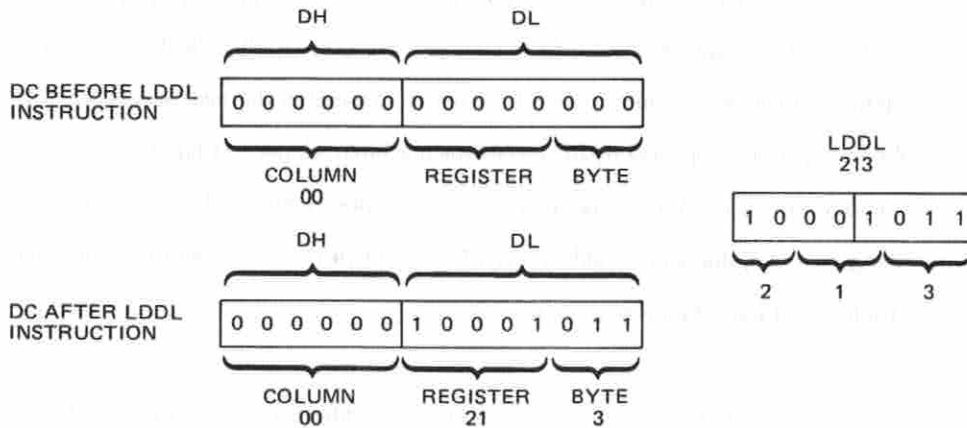 DH DL
DC BEFORE LDDL
INSTRUCTION
0 0 0 0 0 0 0 0 0 0 0 0 0 0
COLUMN REGISTER BYTE
00
LDDL
213
1 0 0 0 1 0 1 1
2 1 3
DH DL
DC AFTER LDDL
INSTRUCTION
0 0 0 0 0 0 1 0 0 0 1 0 1 1
COLUMN REGISTER BYTE
00 21 3